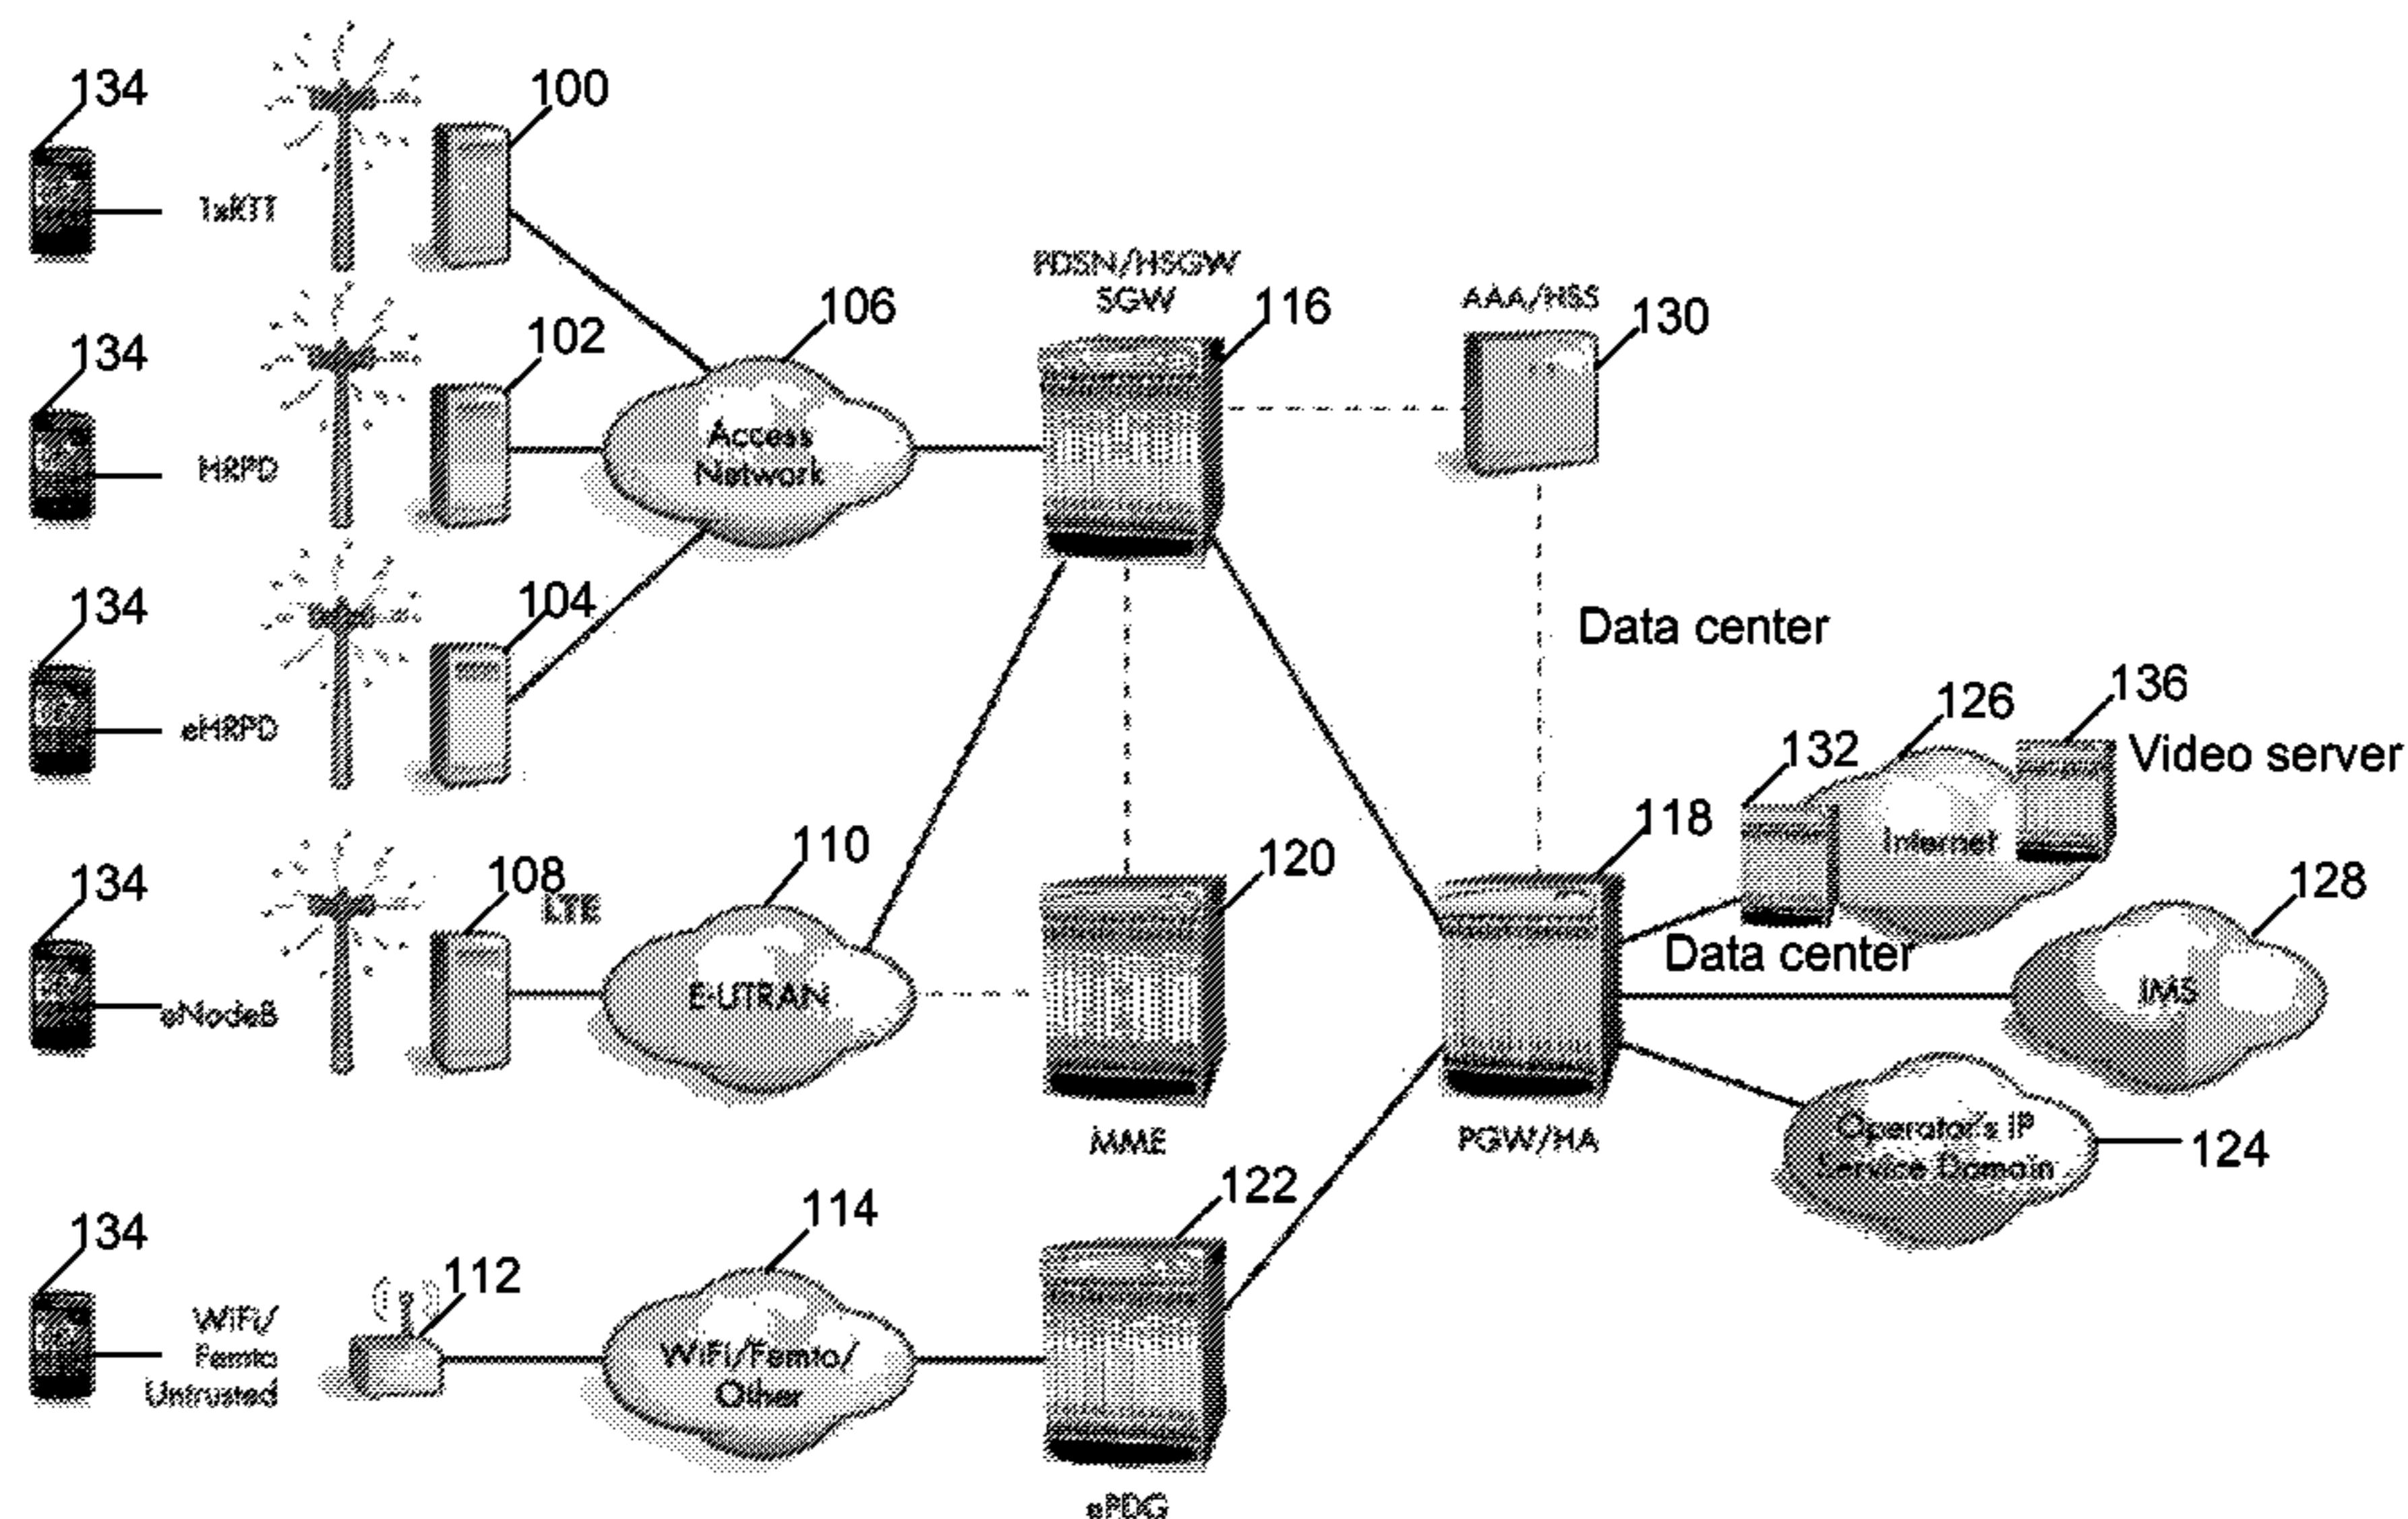 134
100
1xRTT
PDSN/HSGW
SGW
116
AAA/HSS
130
106
134
102
HRPD
Access
Network
134
104
eHRPD
Data center
136
126
Video server
132
Internet
118
110
120
134
108
LTE
128
Data center
E-UTRAN
IMS
eNodeB
MME
PGW/HA
Operator's IP
Service Domain
124
122
114
134
112
WiFi/
Femto
Untrusted
WiFi/Femto/
Other
ePDG